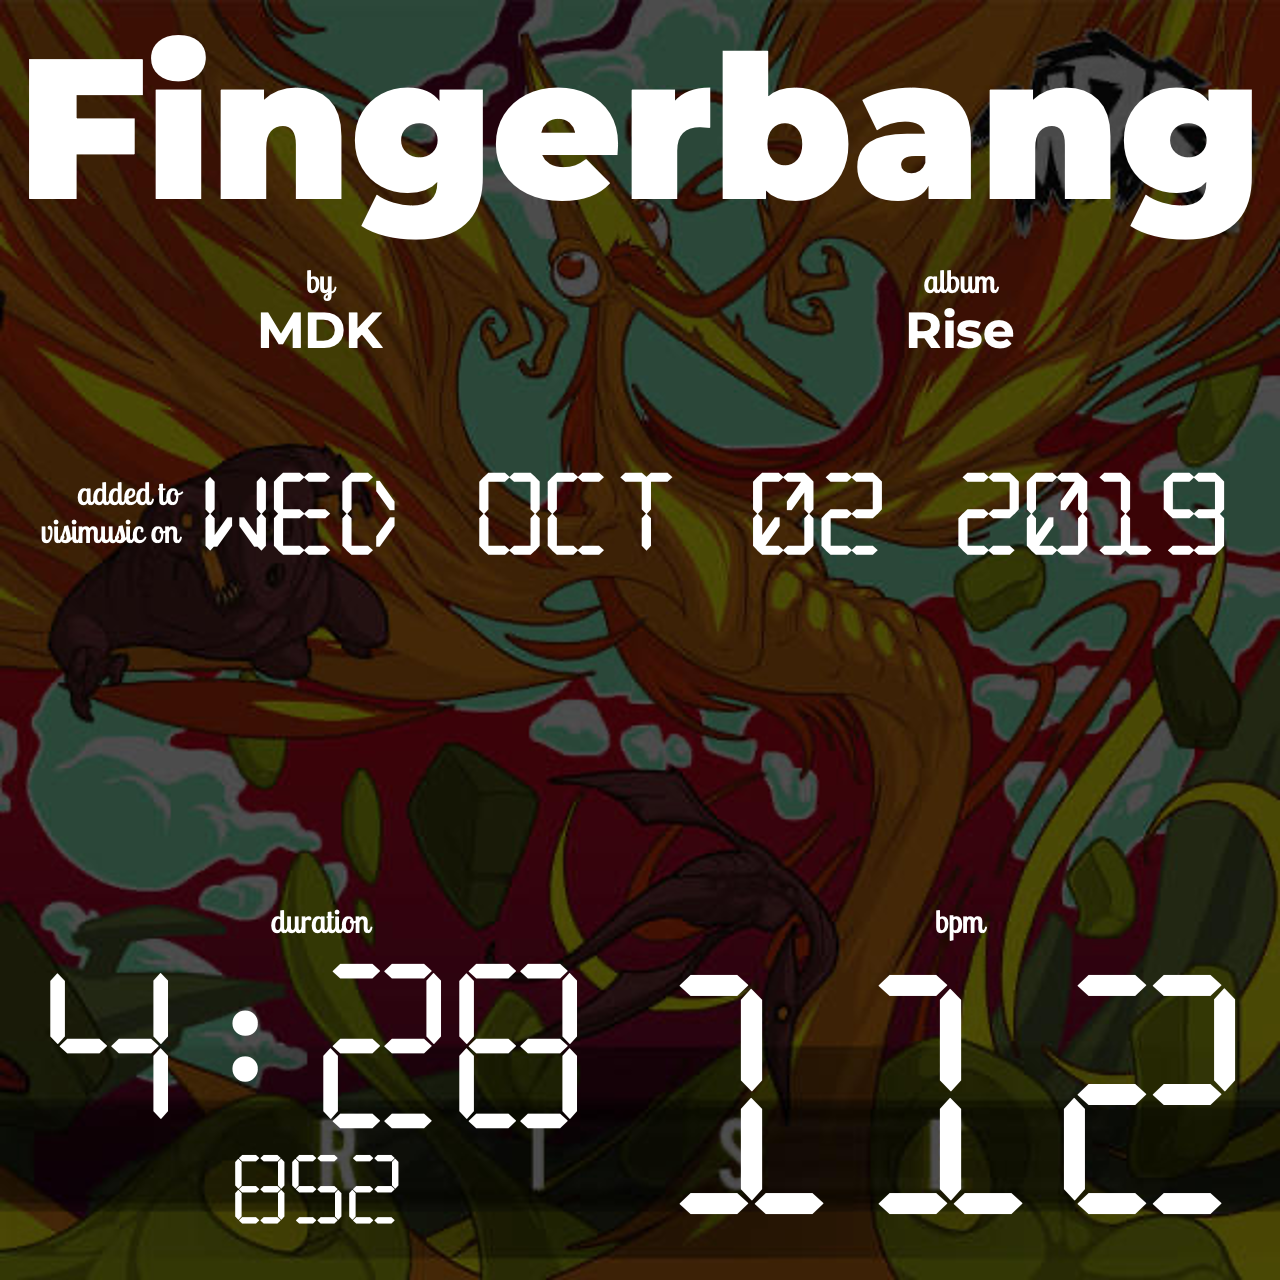 Fingerbang
by
MDK
album
Rise
added to
visimusic on
WED OCT 02 2019
duration
4:28
852
bpm
112
R I S E